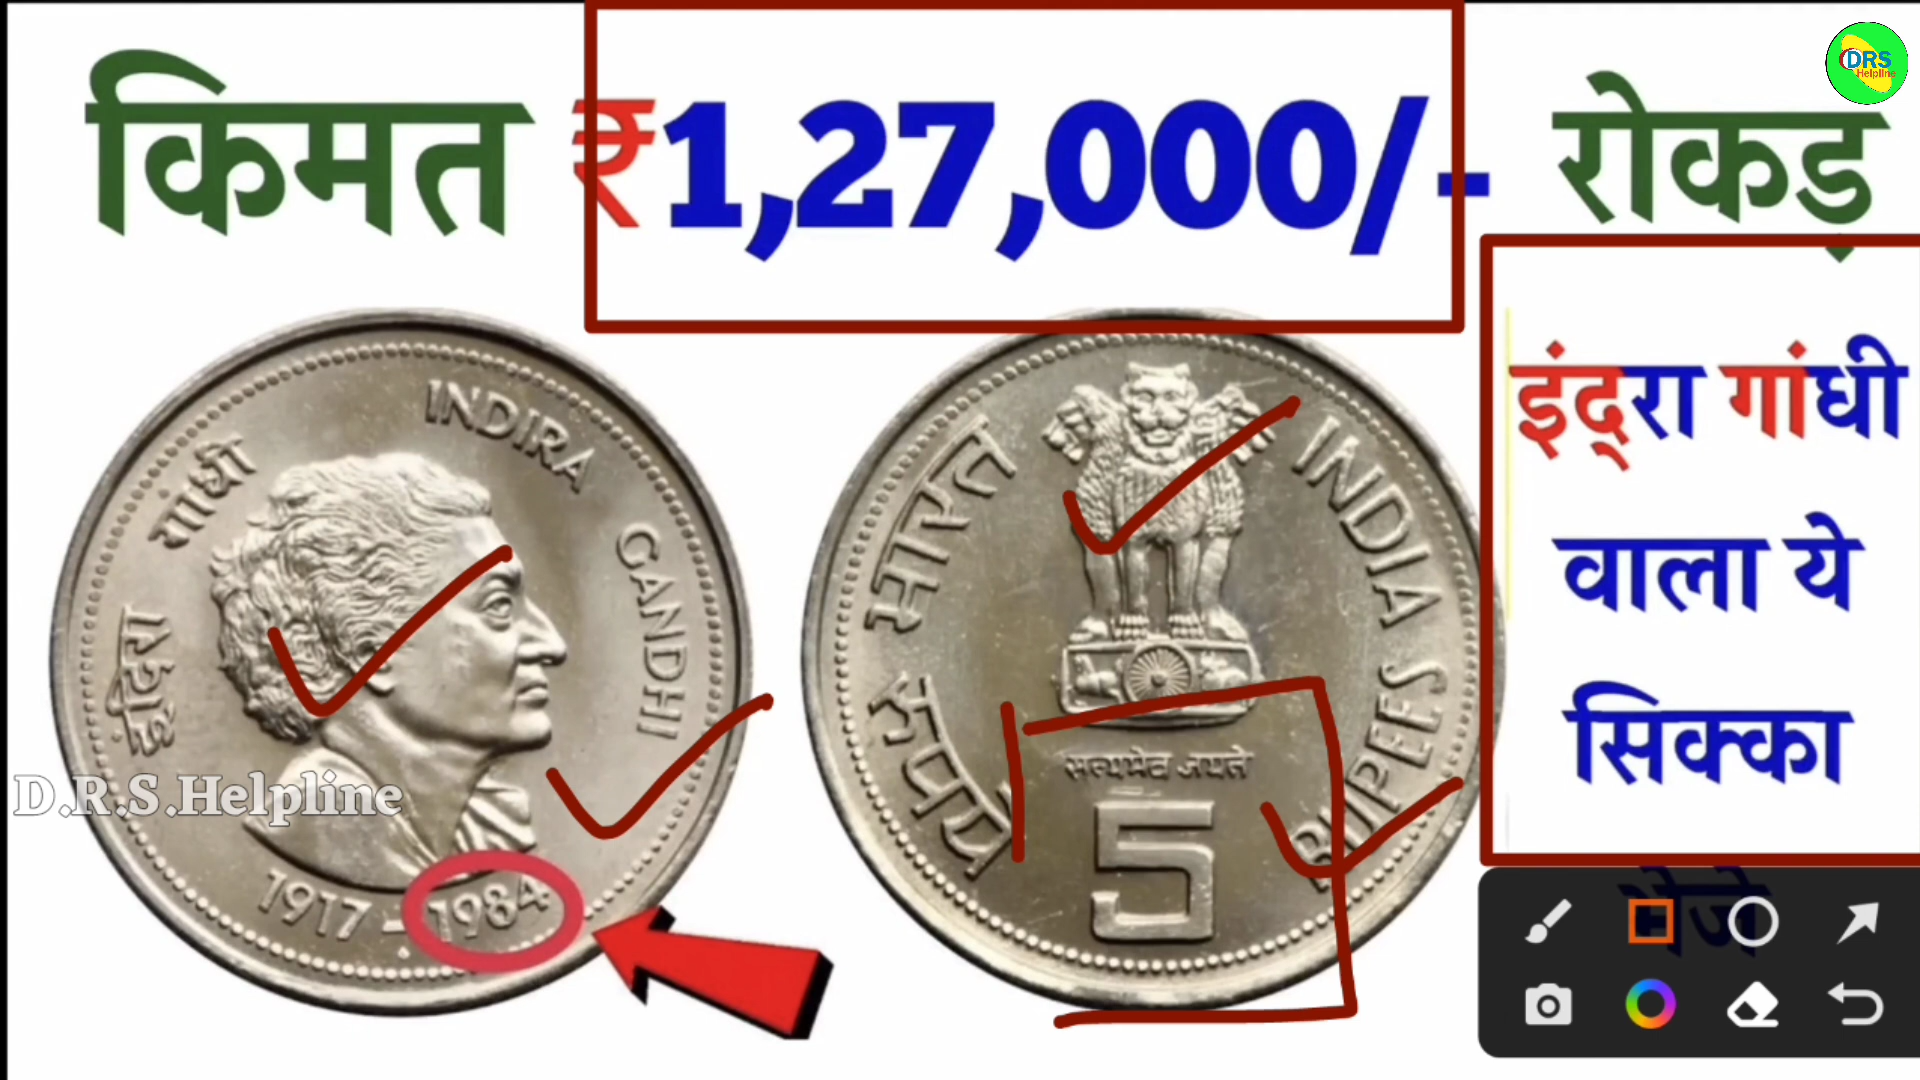 किमत ₹1,27,000/- रोकड़
DRS
Helpline
इंद्रा गांधी
वाला ये
सिक्का
भेजे
इंदिरा गांधी INDIRA GANDHI
1917 - 1984
भारत INDIA
रुपये RUPEES
सत्यमेव जयते
5
D.R.S.Helpline